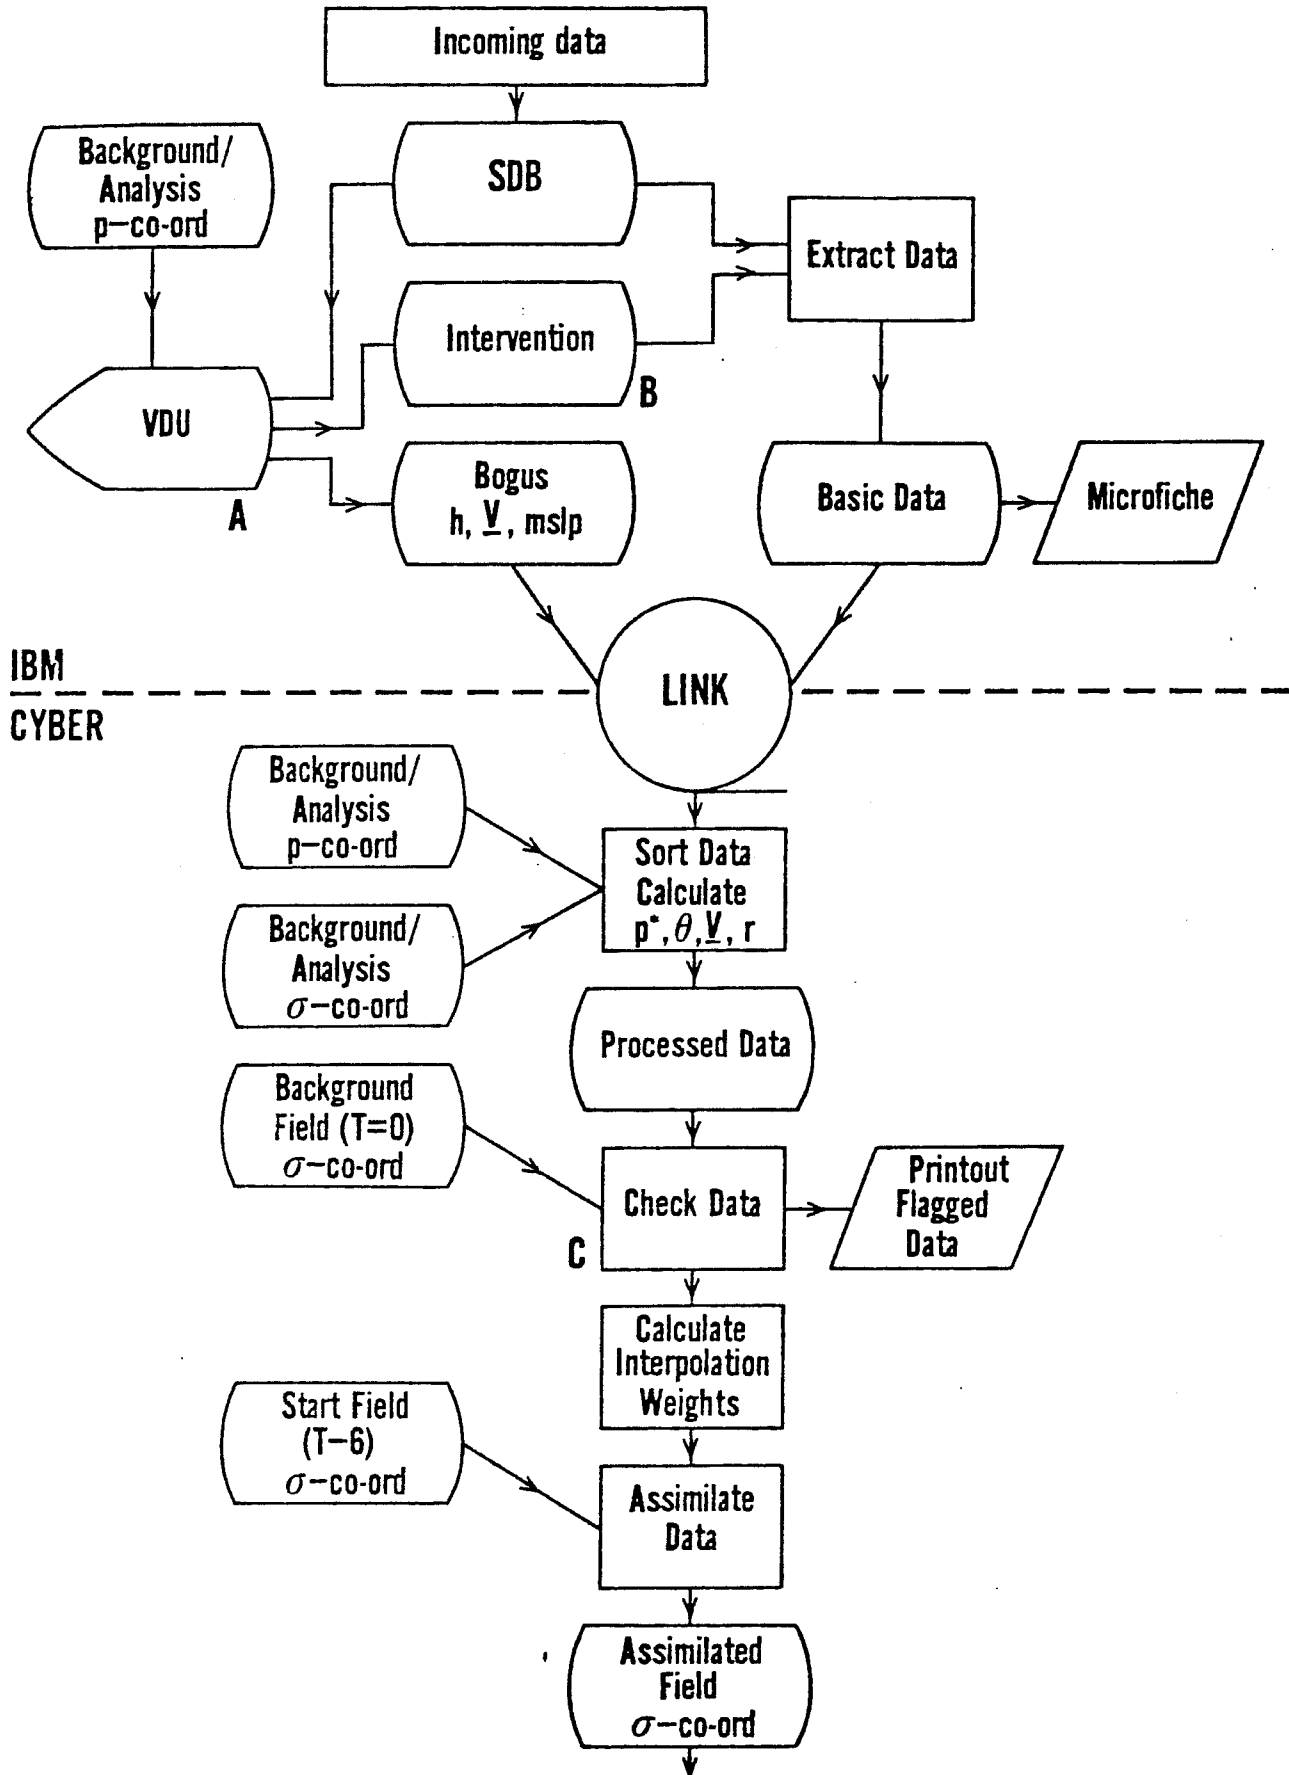 Incoming data
Background/
Analysis
p–co-ord
SDB
Extract Data
Intervention
B
VDU
A
Bogus
h, V, mslp
Basic Data
Microfiche
IBM
LINK
CYBER
Background/
Analysis
p–co-ord
Sort Data
Calculate
p*, θ, V, r
Background/
Analysis
σ–co-ord
Processed Data
Background
Field (T=0)
σ–co-ord
Check Data
C
Printout
Flagged
Data
Calculate
Interpolation
Weights
Start Field
(T–6)
σ–co-ord
Assimilate
Data
Assimilated
Field
σ–co-ord